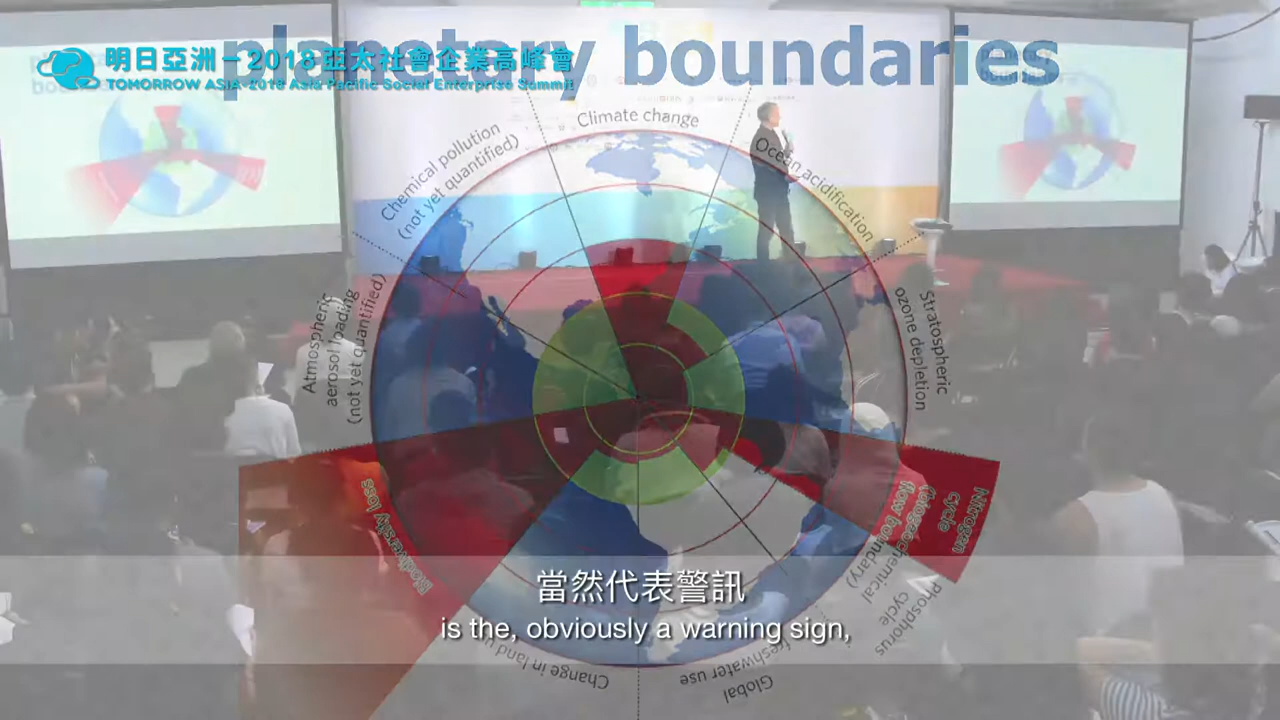 planetary boundaries
明日亞洲－2018亞太社會企業高峰會
TOMORROW ASIA-2018 Asia Pacific Social Enterprise Summit
Climate change
Chemical pollution
(not yet quantified)
Ocean acidification
Atmospheric
aerosol loading
(not yet quantified)
Stratospheric
ozone depletion
Biodiversity loss
Nitrogen
cycle
(biogeochemical
flow boundary)
Phosphorus
cycle
Change in land u
Global
freshwater use
當然代表警訊
is the, obviously a warning sign,